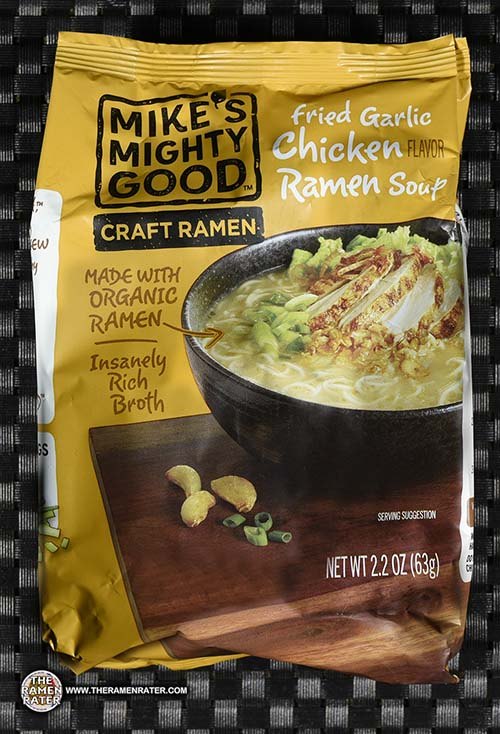 MIKE'S
MIGHTY
GOOD™
CRAFT RAMEN
Fried Garlic
Chicken FLAVOR
Ramen Soup
MADE WITH
ORGANIC
RAMEN
Insanely
Rich
Broth
SERVING SUGGESTION
NET WT 2.2 OZ (63g)
THE
RAMEN
RATER
WWW.THERAMENRATER.COM